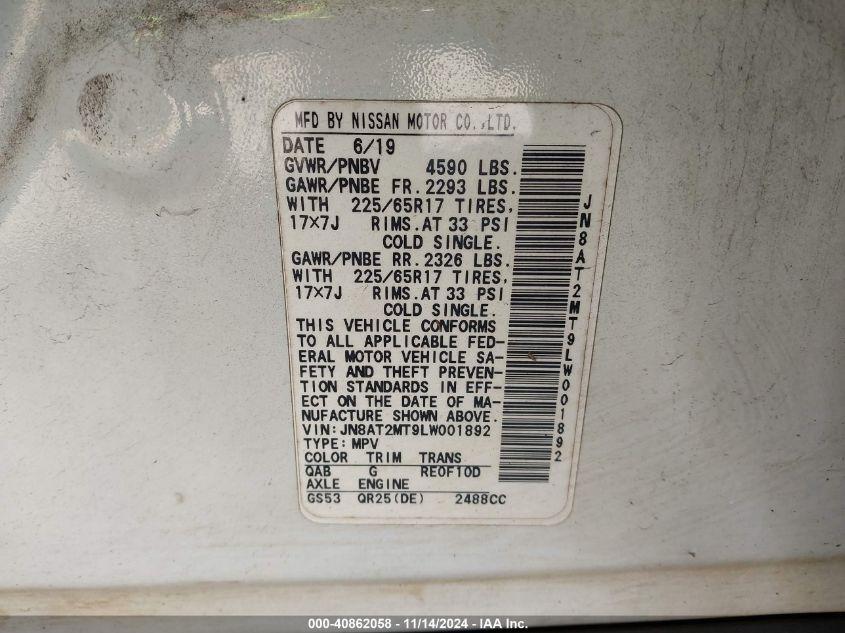 MFD BY NISSAN MOTOR CO.,LTD.
DATE 6/19
GVWR/PNBV 4590 LBS.
GAWR/PNBE FR. 2293 LBS.
WITH 225/65R17 TIRES,
17×7J RIMS.AT 33 PSI
COLD SINGLE.
GAWR/PNBE RR. 2326 LBS.
WITH 225/65R17 TIRES,
17×7J RIMS.AT 33 PSI
COLD SINGLE.
THIS VEHICLE CONFORMS
TO ALL APPLICABLE FED-
ERAL MOTOR VEHICLE SA-
FETY AND THEFT PREVEN-
TION STANDARDS IN EFF-
ECT ON THE DATE OF MA-
NUFACTURE SHOWN ABOVE.
VIN:JN8AT2MT9LW001892
TYPE:MPV
COLOR TRIM TRANS
QAB G RE0F10D
AXLE ENGINE
GS53 QR25(DE) 2488CC
JN8AT2MT9LW001892
000-40862058 - 11/14/2024 - IAA Inc.